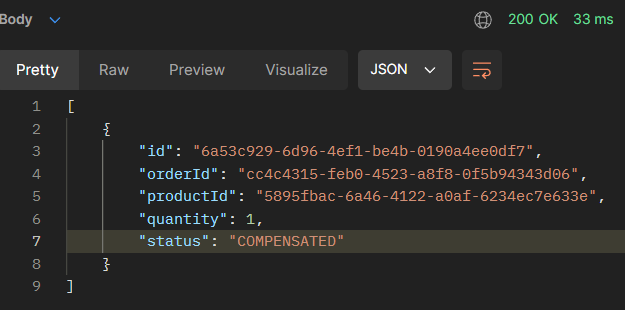 Body 200 OK 33 ms
Pretty Raw Preview Visualize JSON
1 [
2 {
3 "id": "6a53c929-6d96-4ef1-be4b-0190a4ee0df7",
4 "orderId": "cc4c4315-feb0-4523-a8f8-0f5b94343d06",
5 "productId": "5895fbac-6a46-4122-a0af-6234ec7e633e",
6 "quantity": 1,
7 "status": "COMPENSATED"
8 }
9 ]